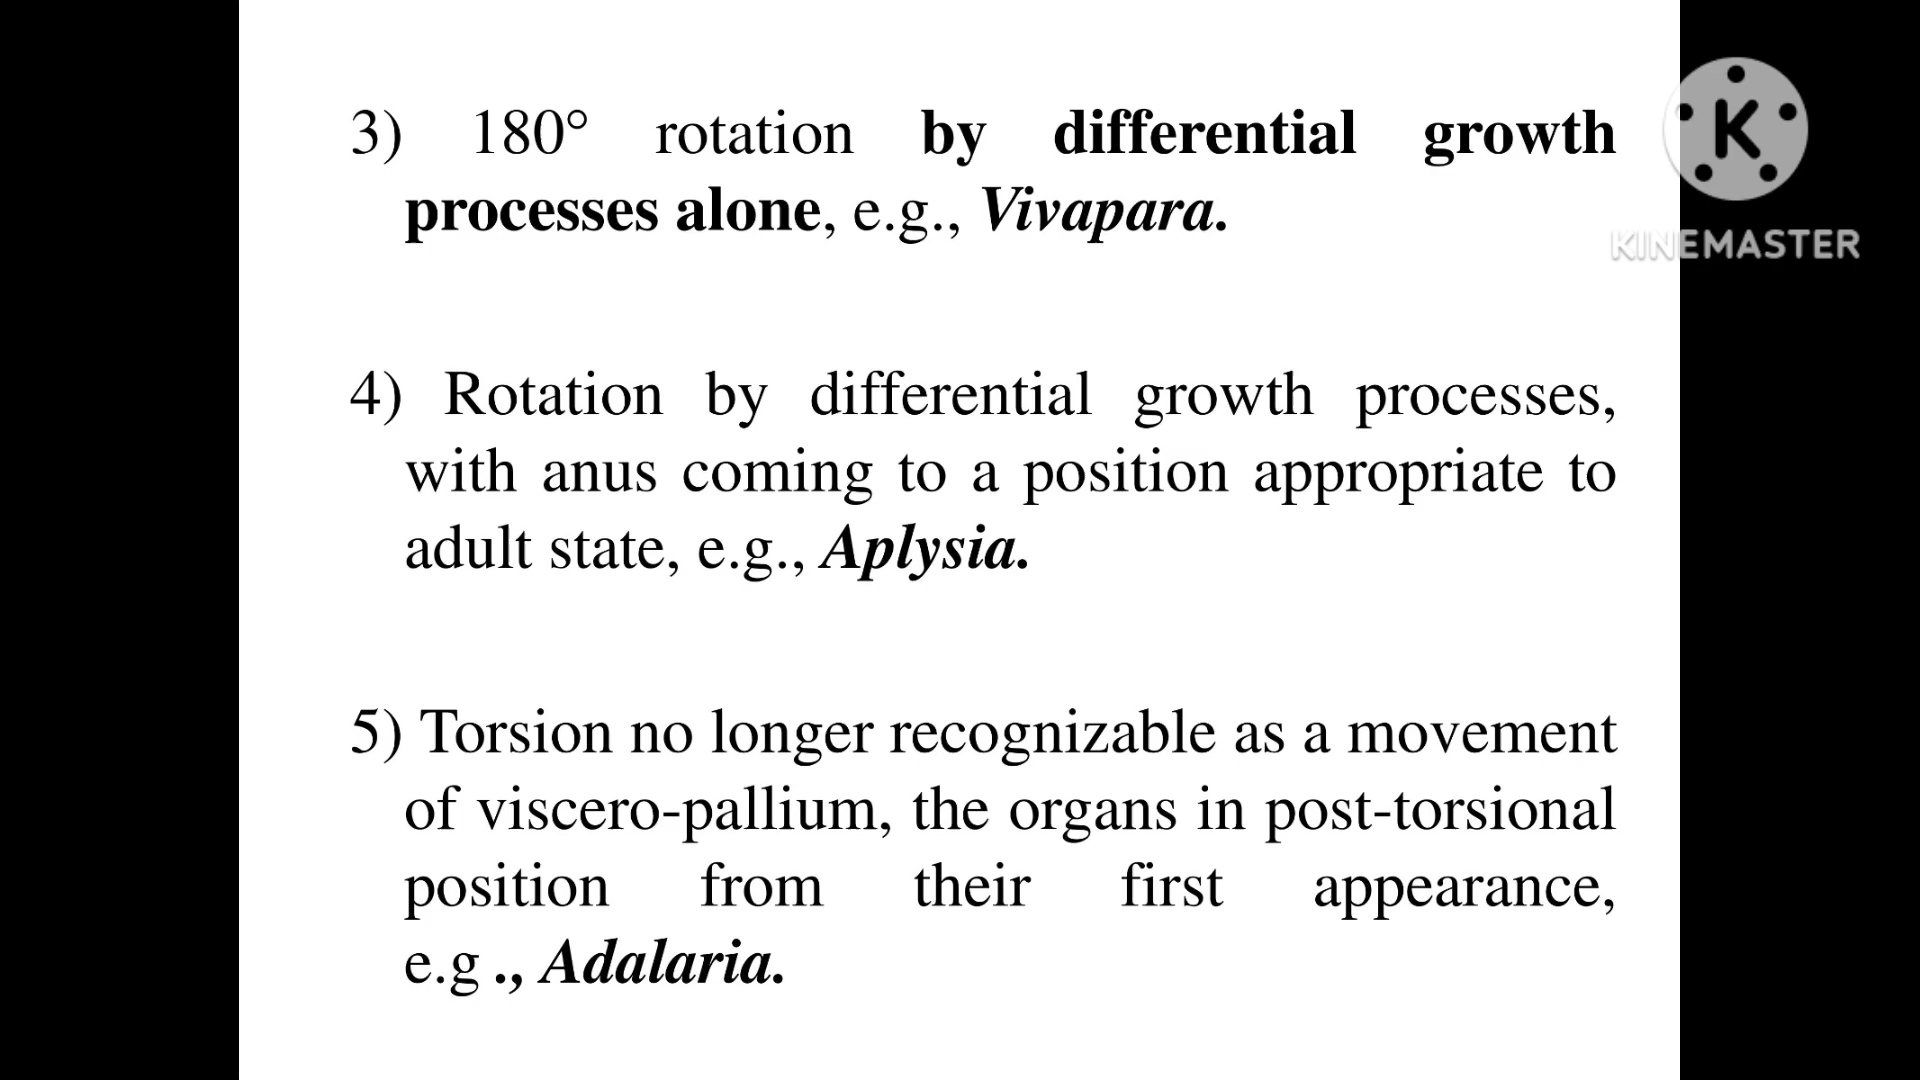 3) 180° rotation by differential growth
processes alone, e.g., Vivapara.
K
KINEMASTER
4) Rotation by differential growth processes,
with anus coming to a position appropriate to
adult state, e.g., Aplysia.
5) Torsion no longer recognizable as a movement
of viscero-pallium, the organs in post-torsional
position from their first appearance,
e.g ., Adalaria.